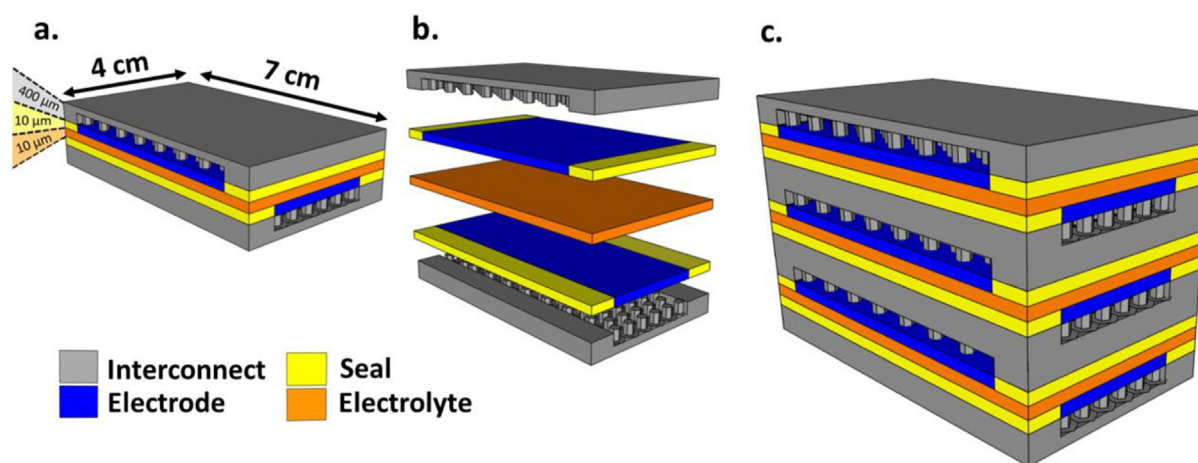 a.
4 cm
7 cm
400 µm
10 µm
10 µm
b.
c.
Interconnect
Seal
Electrode
Electrolyte